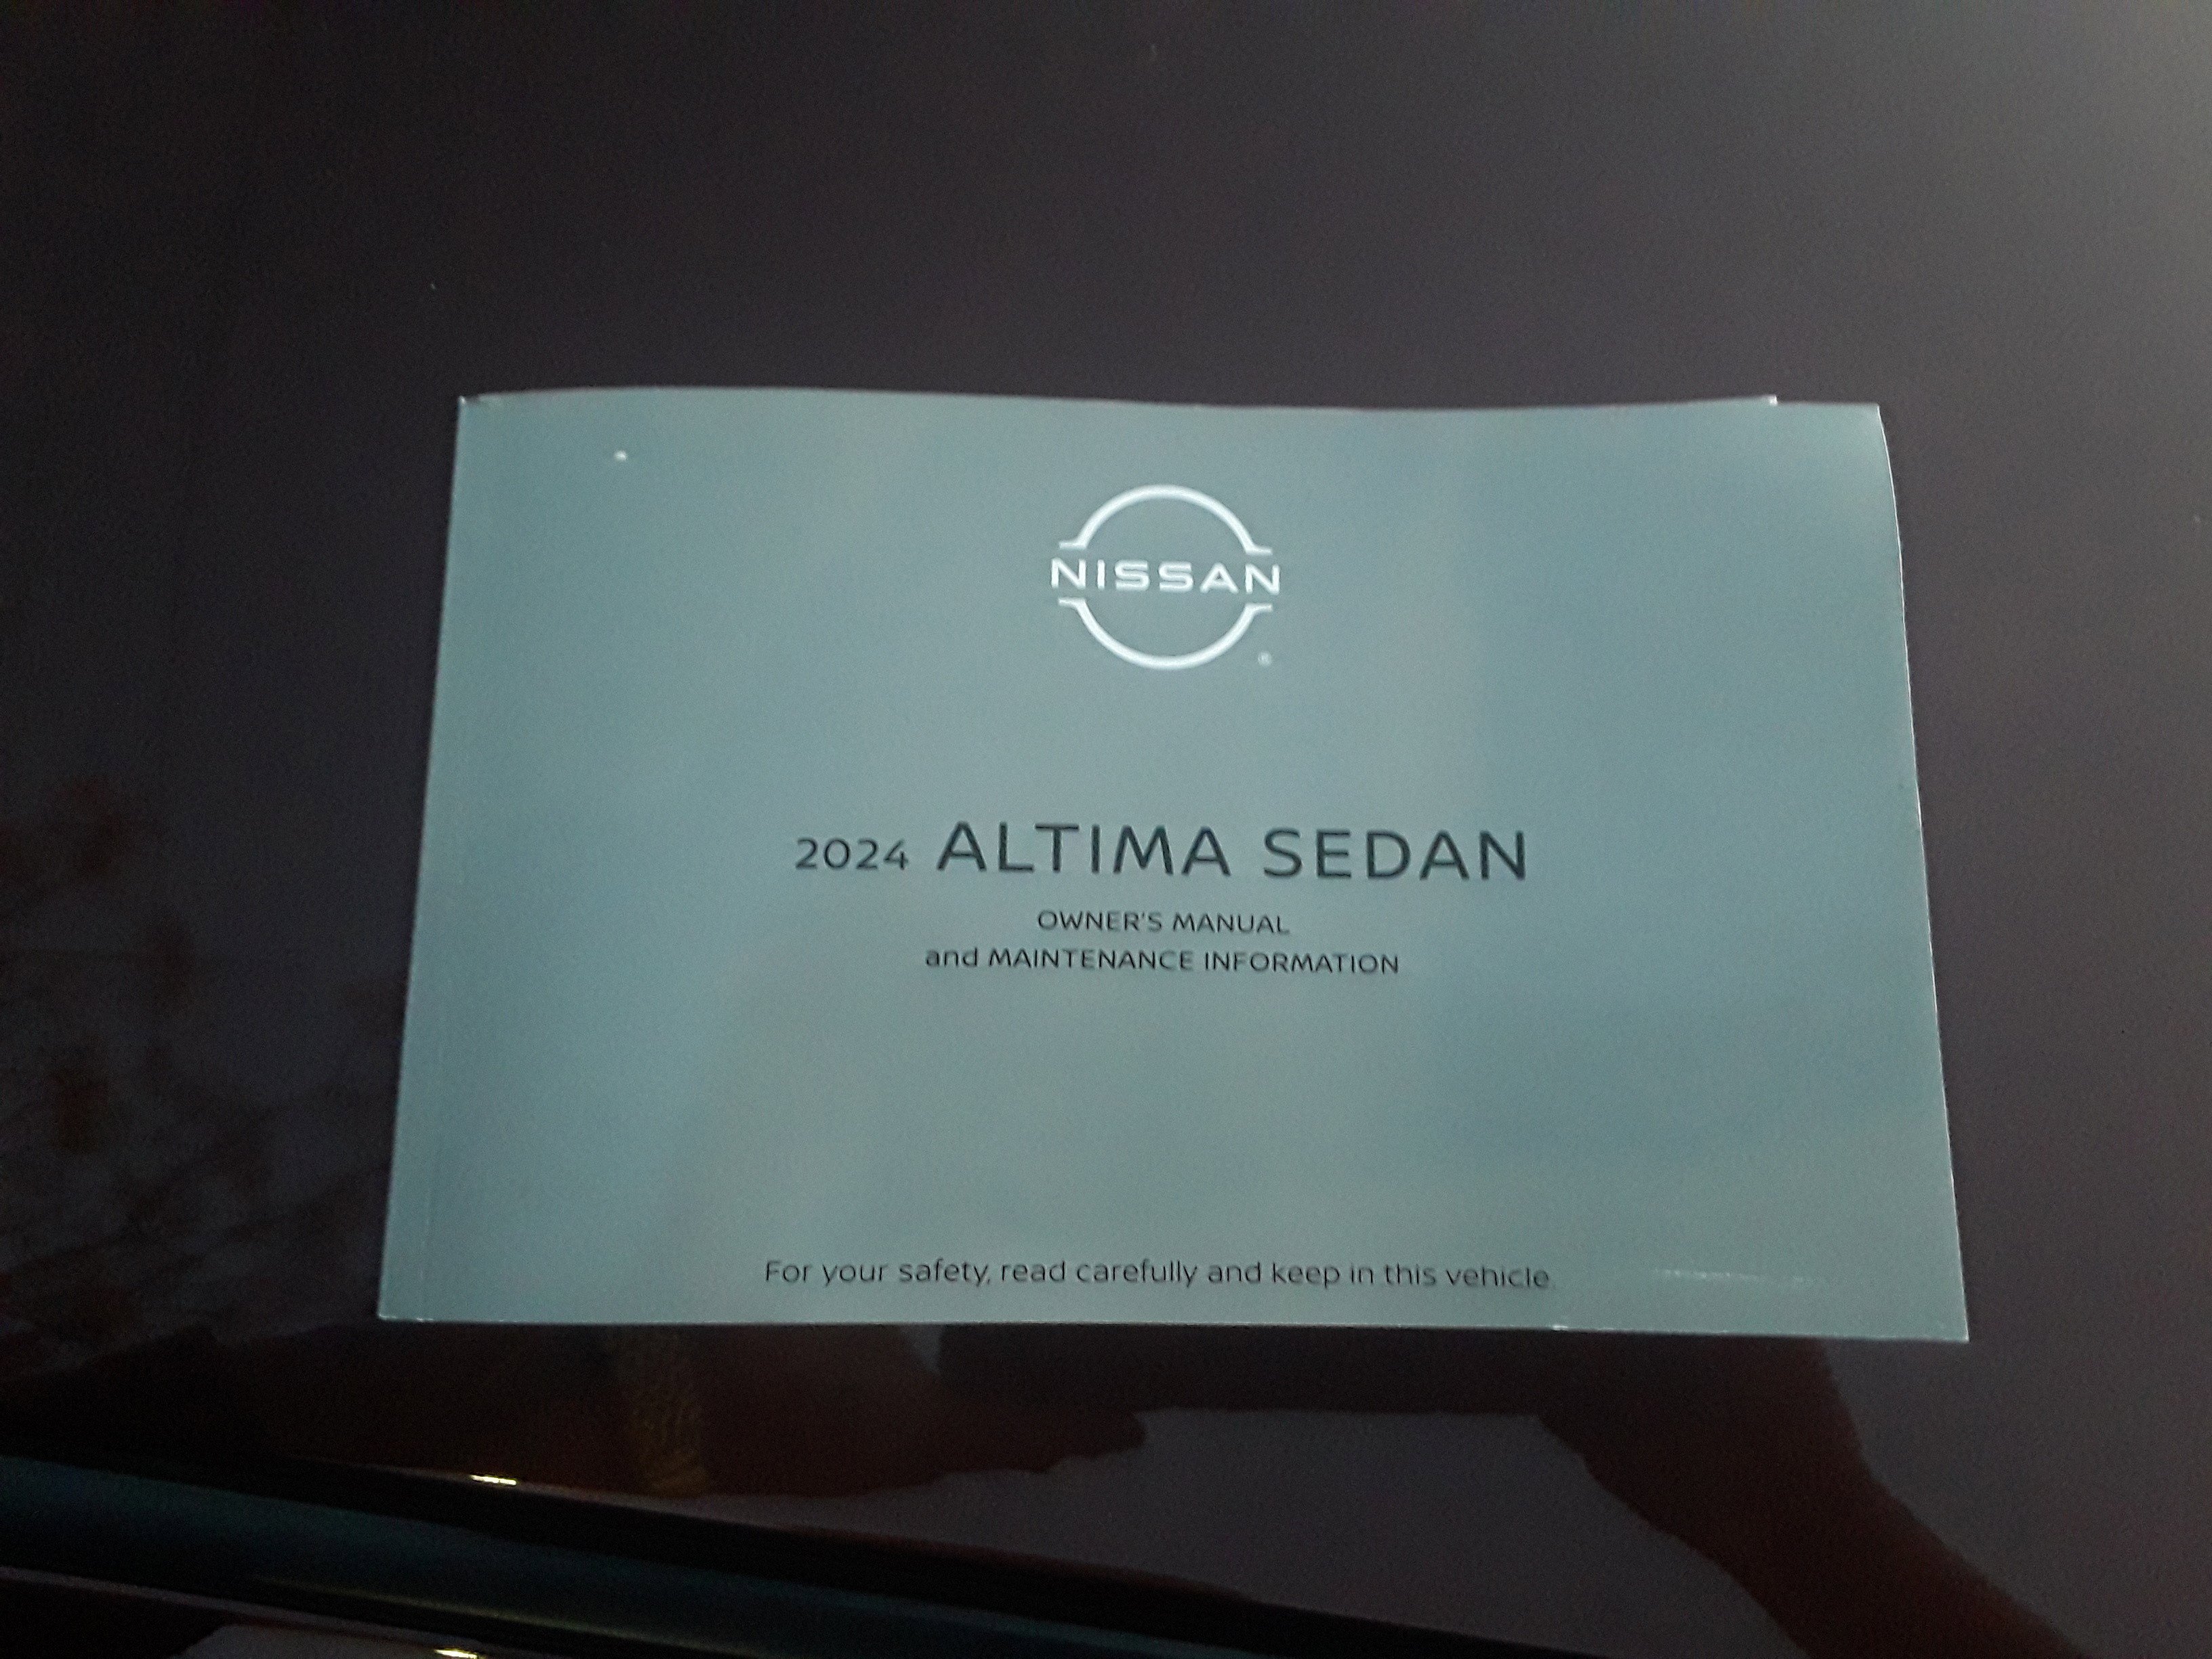 NISSAN
®
2024 ALTIMA SEDAN
OWNER'S MANUAL
and MAINTENANCE INFORMATION
For your safety, read carefully and keep in this vehicle.